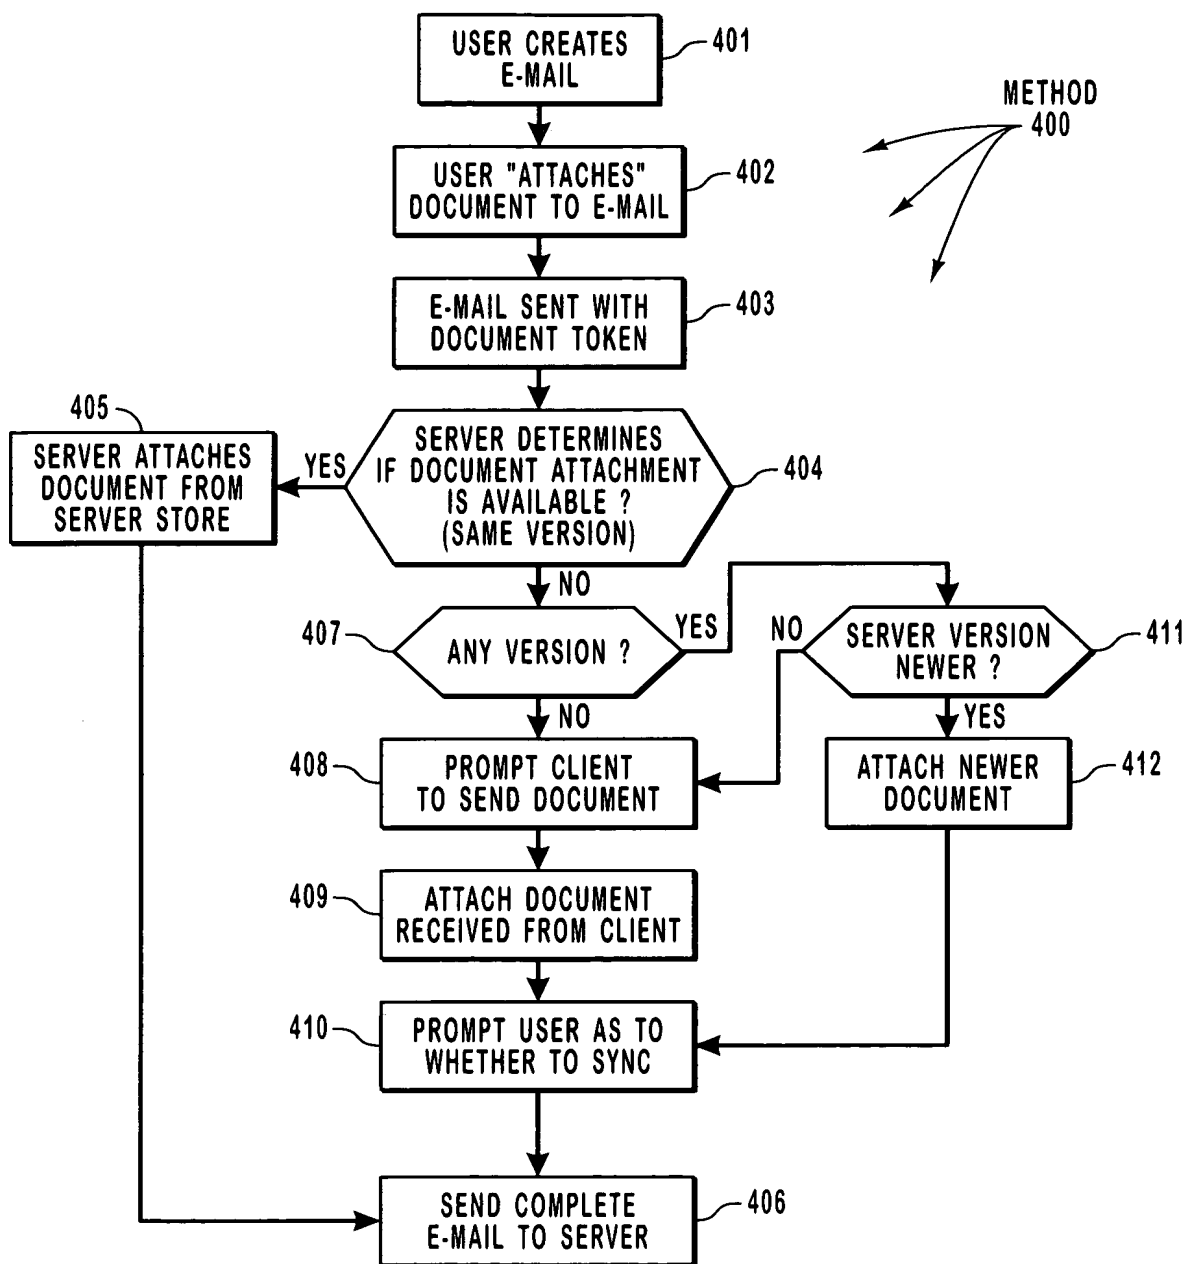 USER CREATES
E-MAIL
401
METHOD
400
USER "ATTACHES"
DOCUMENT TO E-MAIL
402
E-MAIL SENT WITH
DOCUMENT TOKEN
403
405
SERVER ATTACHES
DOCUMENT FROM
SERVER STORE
YES
SERVER DETERMINES
IF DOCUMENT ATTACHMENT
IS AVAILABLE ?
(SAME VERSION)
404
NO
407
ANY VERSION ?
YES
NO
SERVER VERSION
NEWER ?
411
NO
YES
408
PROMPT CLIENT
TO SEND DOCUMENT
ATTACH NEWER
DOCUMENT
412
409
ATTACH DOCUMENT
RECEIVED FROM CLIENT
410
PROMPT USER AS TO
WHETHER TO SYNC
SEND COMPLETE
E-MAIL TO SERVER
406